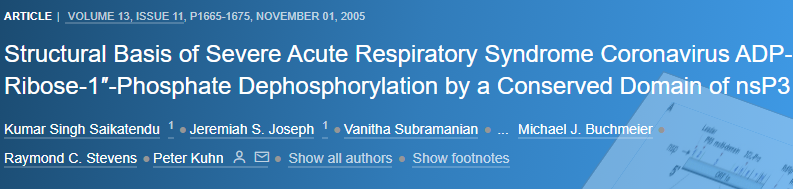 ARTICLE | VOLUME 13, ISSUE 11, P1665-1675, NOVEMBER 01, 2005
Structural Basis of Severe Acute Respiratory Syndrome Coronavirus ADP-
Ribose-1″-Phosphate Dephosphorylation by a Conserved Domain of nsP3
Kumar Singh Saikatendu 1 • Jeremiah S. Joseph 1 • Vanitha Subramanian • ... Michael J. Buchmeier •
Raymond C. Stevens • Peter Kuhn • Show all authors • Show footnotes